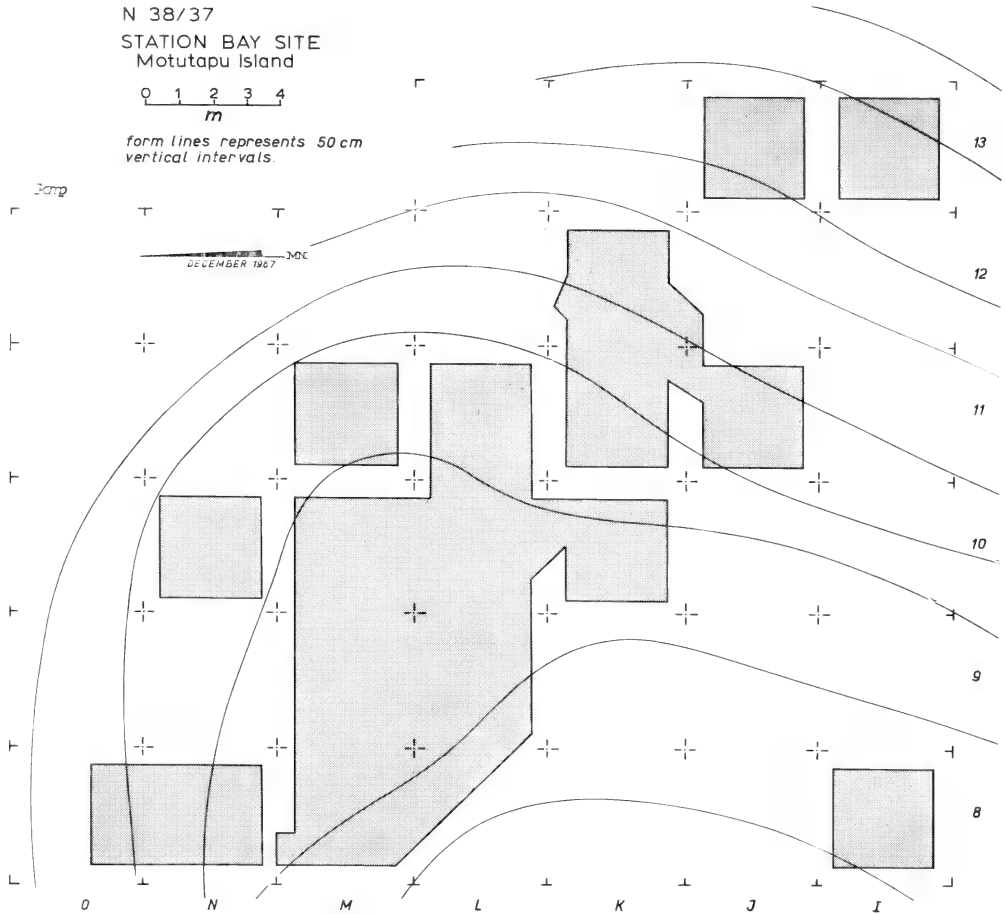 N 38/37
STATION BAY SITE
Motutapu Island
0 1 2 3 4
m
form lines represents 50 cm
vertical intervals.
DECEMBER 1967
13
12
11
10
9
8
O N M L K J I